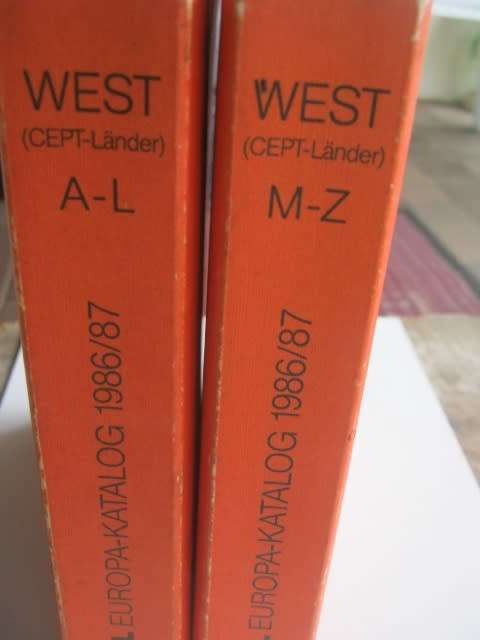 WEST
(CEPT-Länder)
A-L
EUROPA-KATALOG 1986/87
WEST
(CEPT-Länder)
M-Z
EUROPA-KATALOG 1986/87